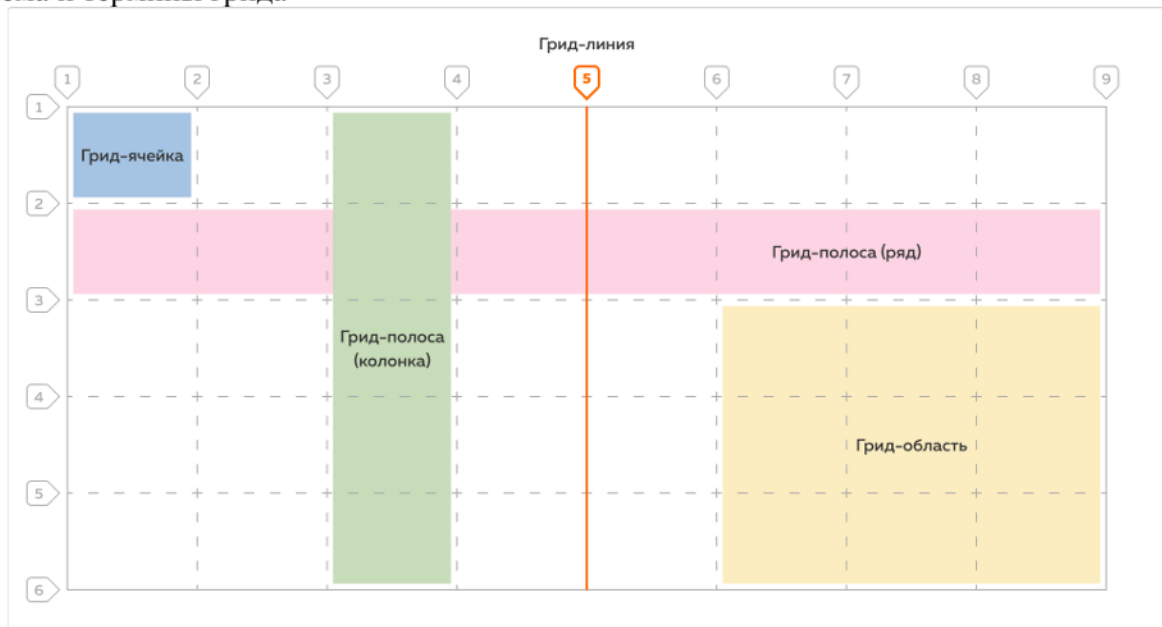 Грид-линия
1 2 3 4 5 6 7 8 9
1
Грид-ячейка
2
Грид-полоса (ряд)
3
Грид-полоса
(колонка)
4
Грид-область
5
6